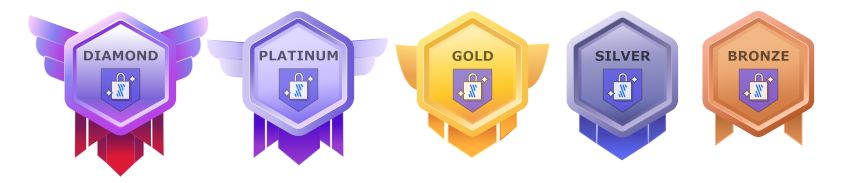 DIAMOND
PLATINUM
GOLD
SILVER
BRONZE